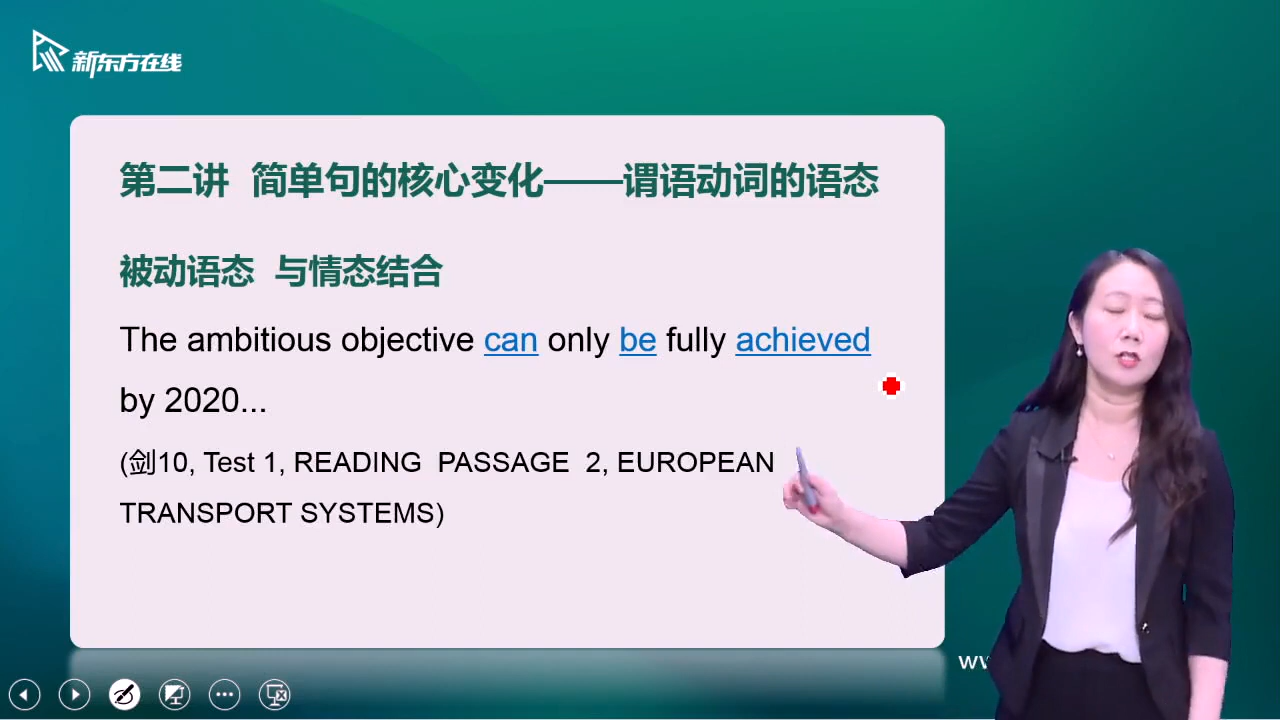 新东方在线
第二讲 简单句的核心变化——谓语动词的语态
被动语态 与情态结合
The ambitious objective can only be fully achieved
by 2020...
(剑10, Test 1, READING PASSAGE 2, EUROPEAN
TRANSPORT SYSTEMS)